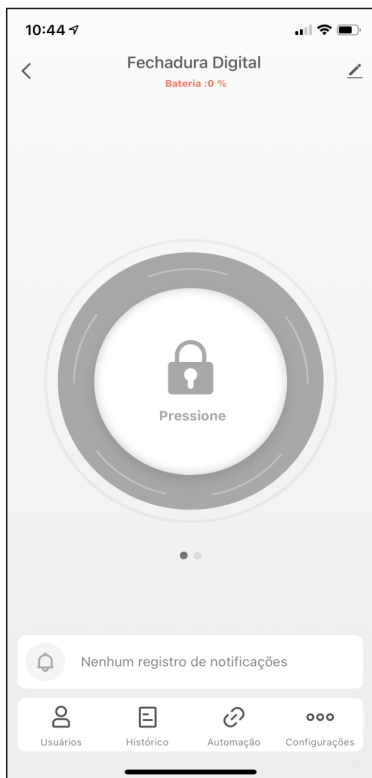 10:44
Fechadura Digital
Bateria :0 %
Pressione
Nenhum registro de notificações
Usuários Histórico Automação Configurações